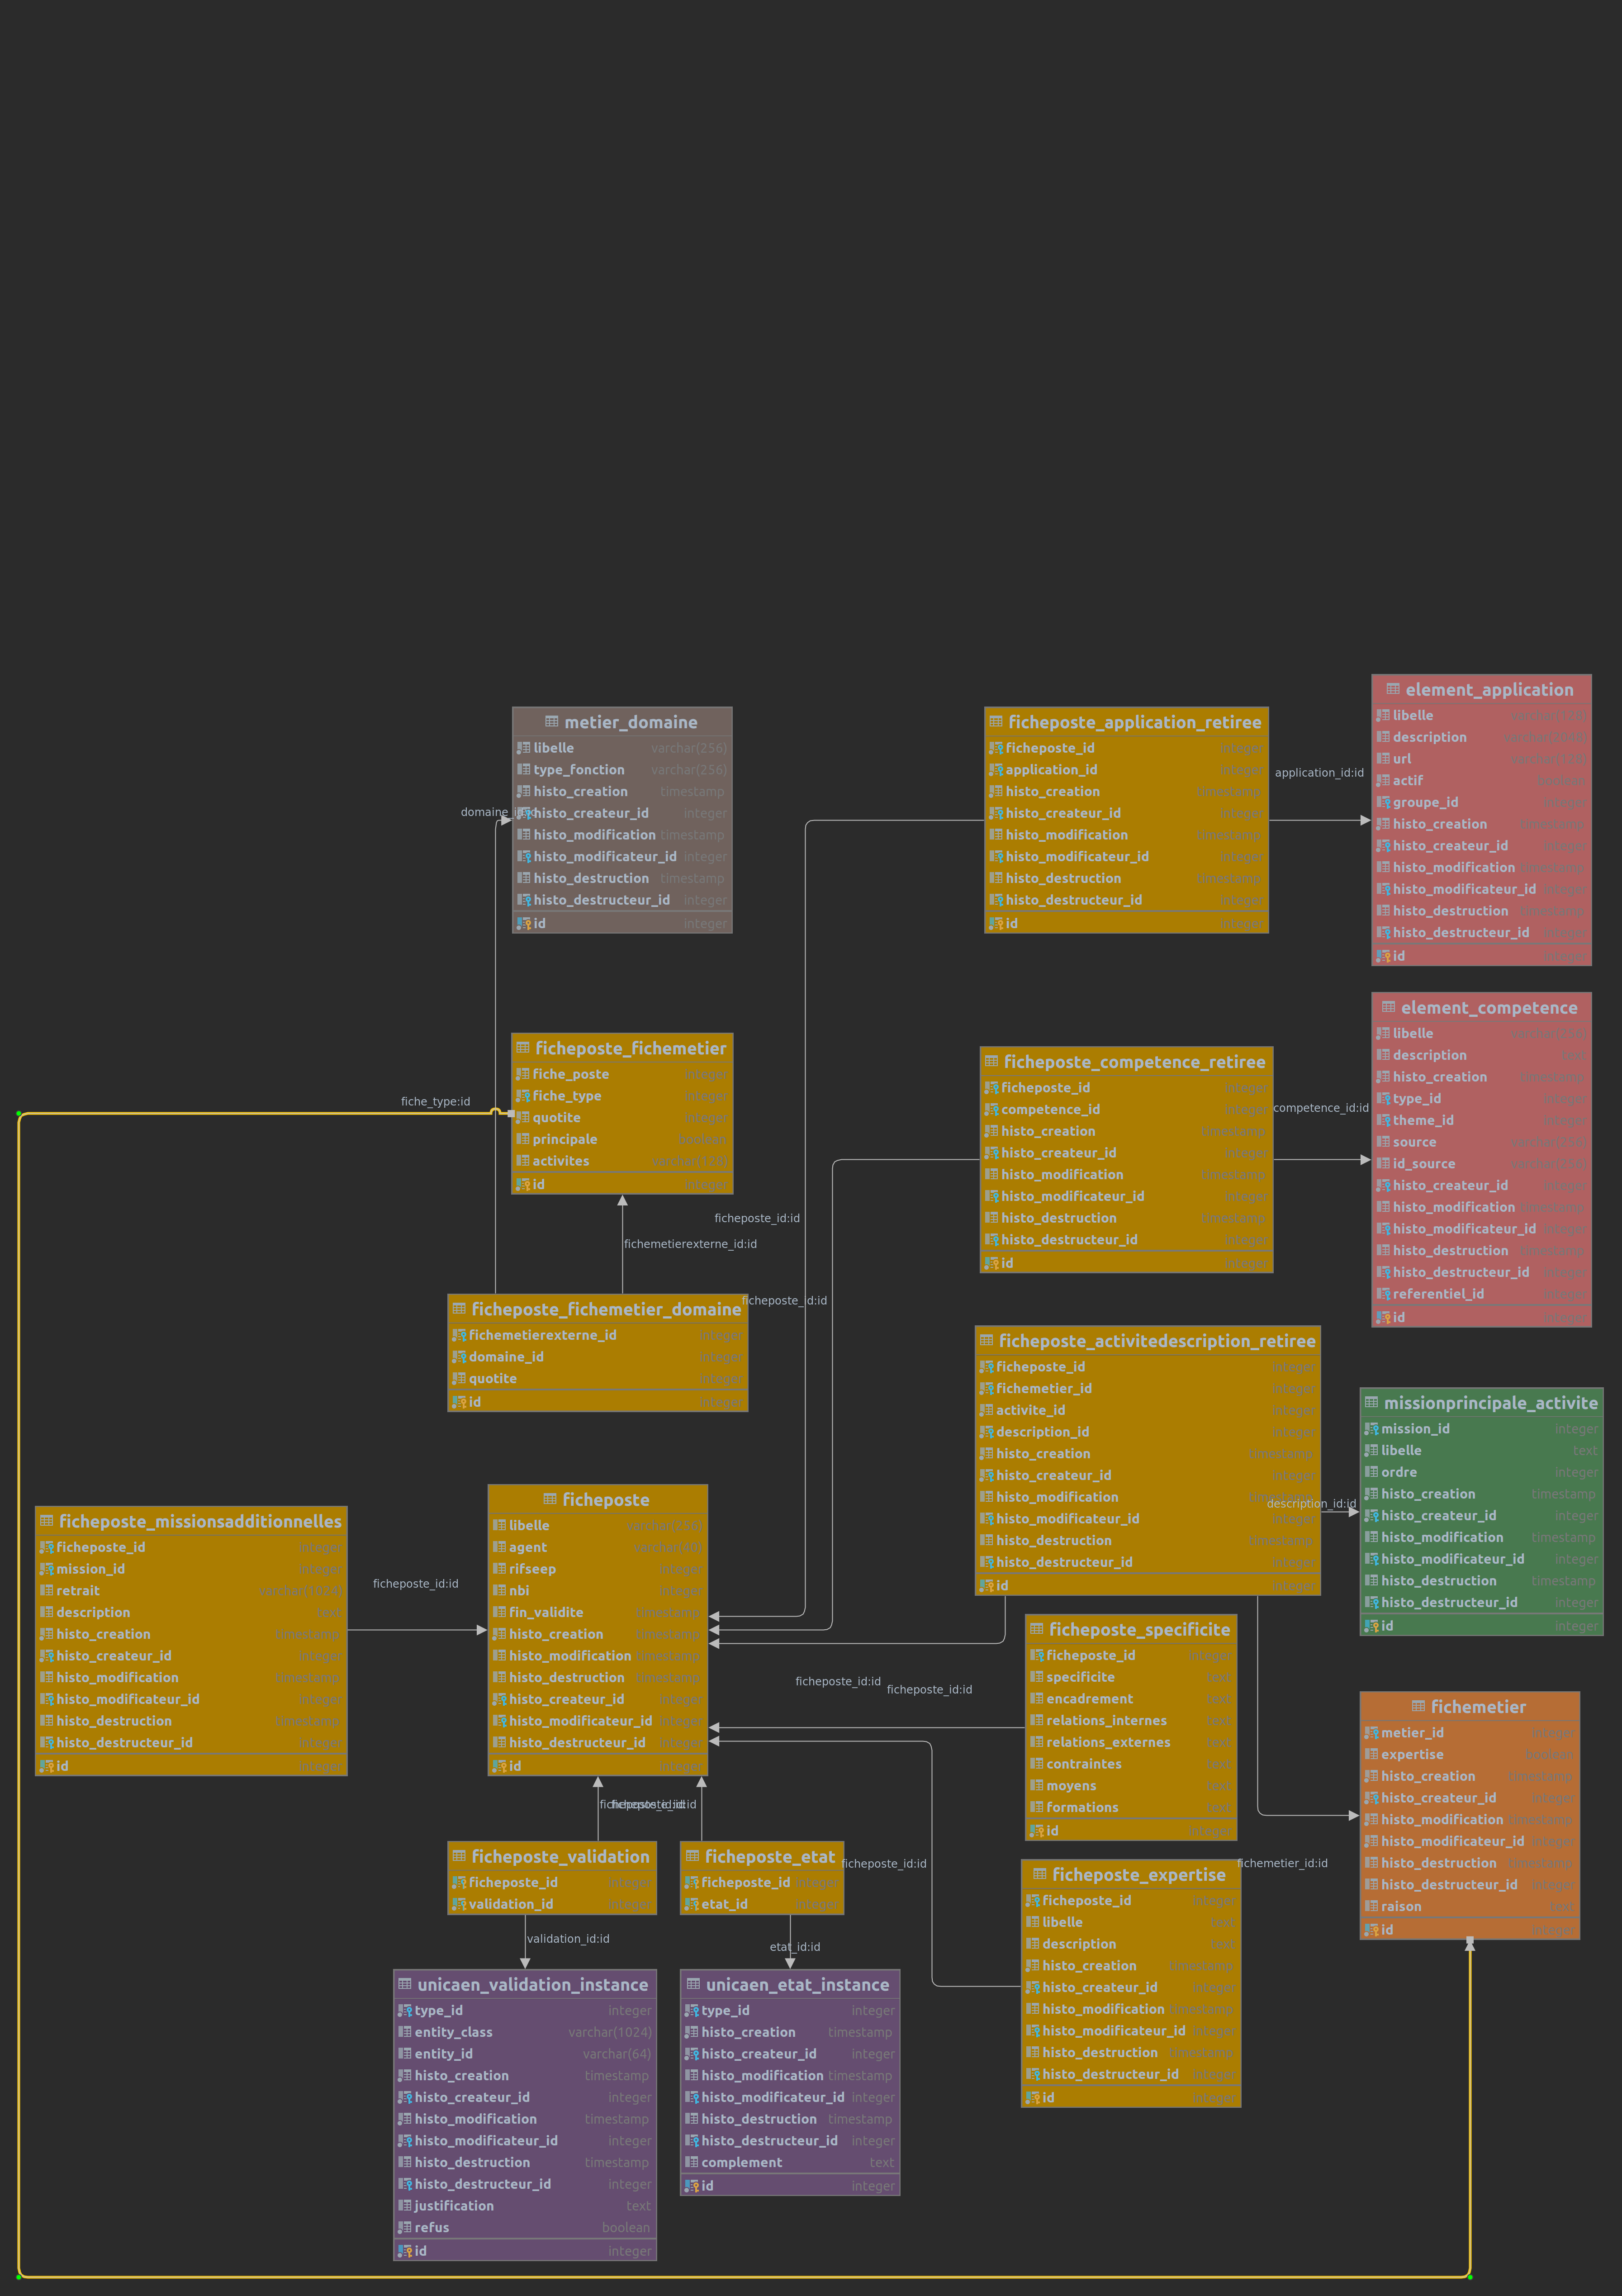 metier_domaine
libelle varchar(256)
type_fonction varchar(256)
histo_creation timestamp
histo_createur_id integer
histo_modification timestamp
histo_modificateur_id integer
histo_destruction timestamp
histo_destructeur_id integer
id integer
ficheposte_application_retiree
ficheposte_id integer
application_id integer
histo_creation timestamp
histo_createur_id integer
histo_modification timestamp
histo_modificateur_id integer
histo_destruction timestamp
histo_destructeur_id integer
id integer
application_id:id
element_application
libelle
description
url
actif boolean
groupe_id integer
histo_creation timestamp
histo_createur_id integer
histo_modification timestamp
histo_modificateur_id integer
histo_destruction timestamp
histo_destructeur_id integer
id integer
ficheposte_fichemetier
fiche_poste integer
fiche_type integer
quotite integer
principale boolean
activites varchar(128)
id integer
fiche_type:id
ficheposte_id:id
fichemetierexterne_id:id
ficheposte_competence_retiree
ficheposte_id integer
competence_id integer
histo_creation timestamp
histo_createur_id integer
histo_modification timestamp
histo_modificateur_id integer
histo_destruction timestamp
histo_destructeur_id integer
id integer
competence_id:id
element_competence
libelle
description text
histo_creation timestamp
type_id integer
theme_id integer
source
id_source
histo_createur_id integer
histo_modification timestamp
histo_modificateur_id integer
histo_destruction timestamp
histo_destructeur_id integer
referentiel_id integer
id integer
ficheposte_fichemetier_domaine
fichemetierexterne_id integer
domaine_id integer
quotite integer
id integer
ficheposte_id:id
ficheposte_activitedescription_retiree
ficheposte_id integer
fichemetier_id integer
activite_id integer
description_id integer
histo_creation timestamp
histo_createur_id integer
histo_modification timestamp
histo_modificateur_id integer
histo_destruction timestamp
histo_destructeur_id integer
id integer
description_id:id
missionprincipale_activite
mission_id integer
libelle text
ordre integer
histo_creation timestamp
histo_createur_id integer
histo_modification timestamp
histo_modificateur_id integer
histo_destruction timestamp
histo_destructeur_id integer
id integer
ficheposte_missionsadditionnelles
ficheposte_id integer
mission_id integer
retrait varchar(1024)
description text
histo_creation timestamp
histo_createur_id integer
histo_modification timestamp
histo_modificateur_id integer
histo_destruction timestamp
histo_destructeur_id integer
id integer
ficheposte_id:id
ficheposte
libelle varchar(256)
agent varchar(40)
rifseep integer
nbi integer
fin_validite timestamp
histo_creation timestamp
histo_modification timestamp
histo_destruction timestamp
histo_createur_id integer
histo_modificateur_id integer
histo_destructeur_id integer
id integer
ficheposte_id:id
ficheposte_id:id
ficheposte_specificite
ficheposte_id integer
specificite text
encadrement text
relations_internes text
relations_externes text
contraintes text
moyens text
formations text
id integer
fichemetier
metier_id integer
expertise boolean
histo_creation timestamp
histo_createur_id integer
histo_modification timestamp
histo_modificateur_id integer
histo_destruction timestamp
histo_destructeur_id integer
raison text
id integer
fichemetier_id:id
ficheposte_validation
ficheposte_id integer
validation_id integer
validation_id:id
ficheposte_etat
ficheposte_id integer
etat_id integer
etat_id:id
ficheposte_id:id
ficheposte_expertise
ficheposte_id integer
libelle text
description text
histo_creation timestamp
histo_createur_id integer
histo_modification timestamp
histo_modificateur_id integer
histo_destruction timestamp
histo_destructeur_id integer
id integer
unicaen_validation_instance
type_id integer
entity_class varchar(1024)
entity_id varchar(64)
histo_creation timestamp
histo_createur_id integer
histo_modification timestamp
histo_modificateur_id integer
histo_destruction timestamp
histo_destructeur_id integer
justification text
refus boolean
id integer
unicaen_etat_instance
type_id integer
histo_creation timestamp
histo_createur_id integer
histo_modification timestamp
histo_modificateur_id integer
histo_destruction timestamp
histo_destructeur_id integer
complement text
id integer